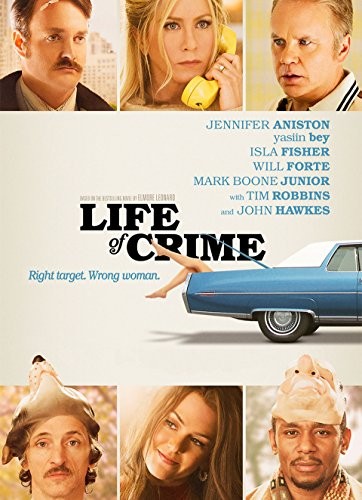 JENNIFER ANISTON
yasiin bey
ISLA FISHER
WILL FORTE
MARK BOONE JUNIOR
with TIM ROBBINS
and JOHN HAWKES
BASED ON THE BESTSELLING NOVEL BY ELMORE LEONARD
LIFE
of CRIME
Right target. Wrong woman.